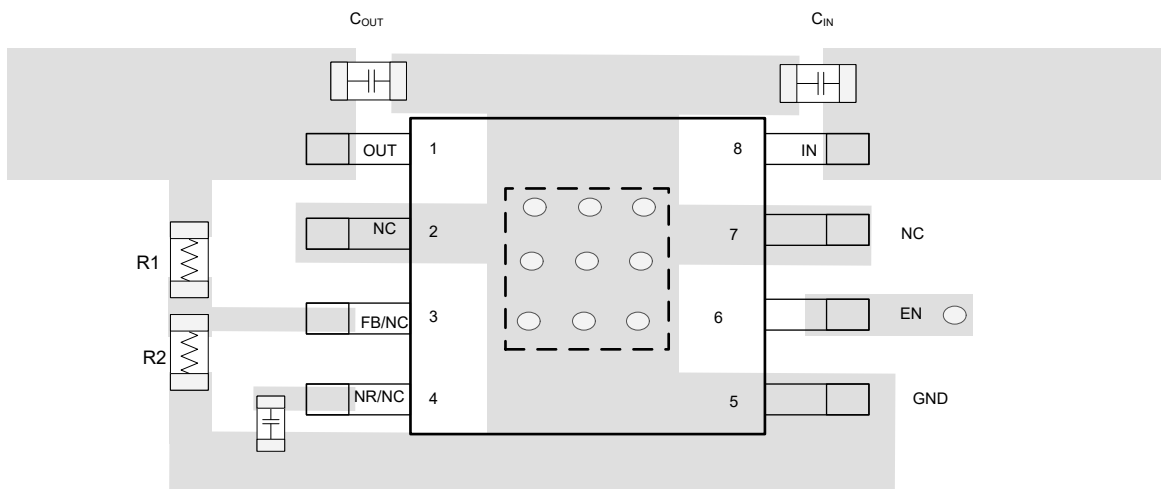 COUT
CIN
OUT 1
8 IN
NC 2
7 NC
R1
FB/NC 3
6 EN
R2
NR/NC 4
5 GND